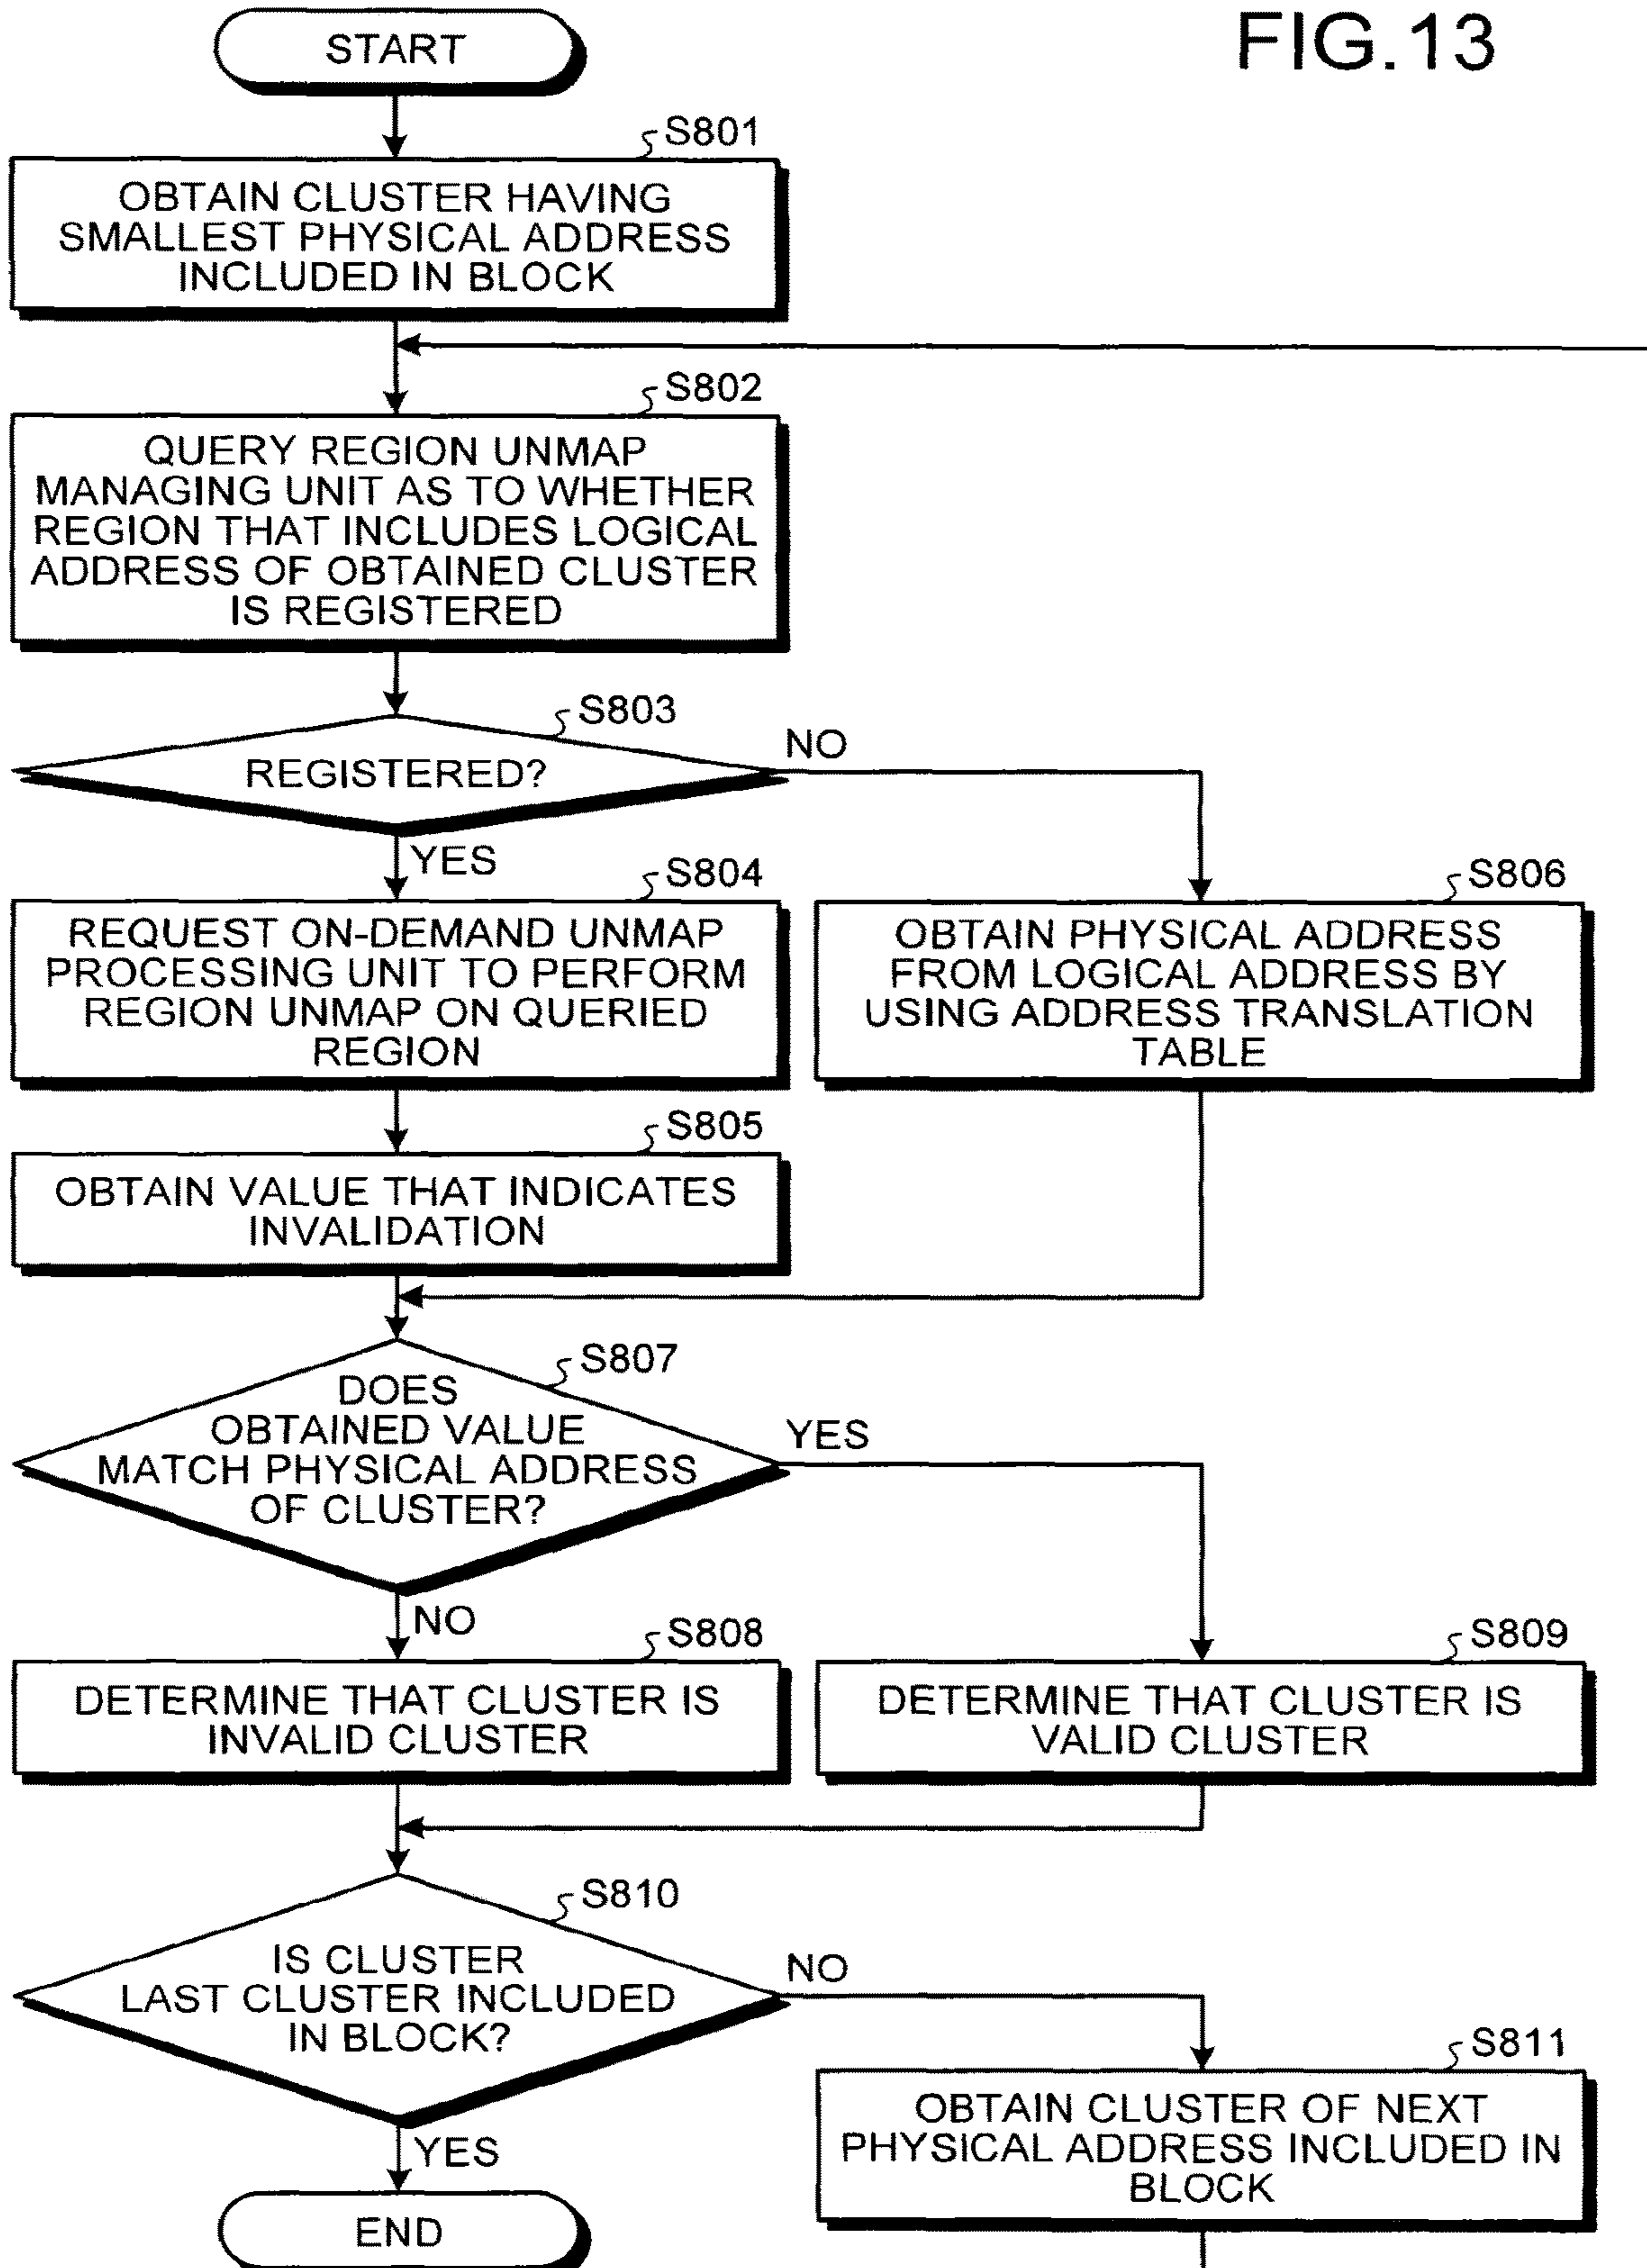 FIG.13
START
S801
OBTAIN CLUSTER HAVING
SMALLEST PHYSICAL ADDRESS
INCLUDED IN BLOCK
S802
QUERY REGION UNMAP
MANAGING UNIT AS TO WHETHER
REGION THAT INCLUDES LOGICAL
ADDRESS OF OBTAINED CLUSTER
IS REGISTERED
S803
REGISTERED?
NO
YES
S804
REQUEST ON-DEMAND UNMAP
PROCESSING UNIT TO PERFORM
REGION UNMAP ON QUERIED
REGION
S806
OBTAIN PHYSICAL ADDRESS
FROM LOGICAL ADDRESS BY
USING ADDRESS TRANSLATION
TABLE
S805
OBTAIN VALUE THAT INDICATES
INVALIDATION
S807
DOES
OBTAINED VALUE
MATCH PHYSICAL ADDRESS
OF CLUSTER?
YES
NO
S808
DETERMINE THAT CLUSTER IS
INVALID CLUSTER
S809
DETERMINE THAT CLUSTER IS
VALID CLUSTER
S810
IS CLUSTER
LAST CLUSTER INCLUDED
IN BLOCK?
NO
YES
S811
OBTAIN CLUSTER OF NEXT
PHYSICAL ADDRESS INCLUDED IN
BLOCK
END